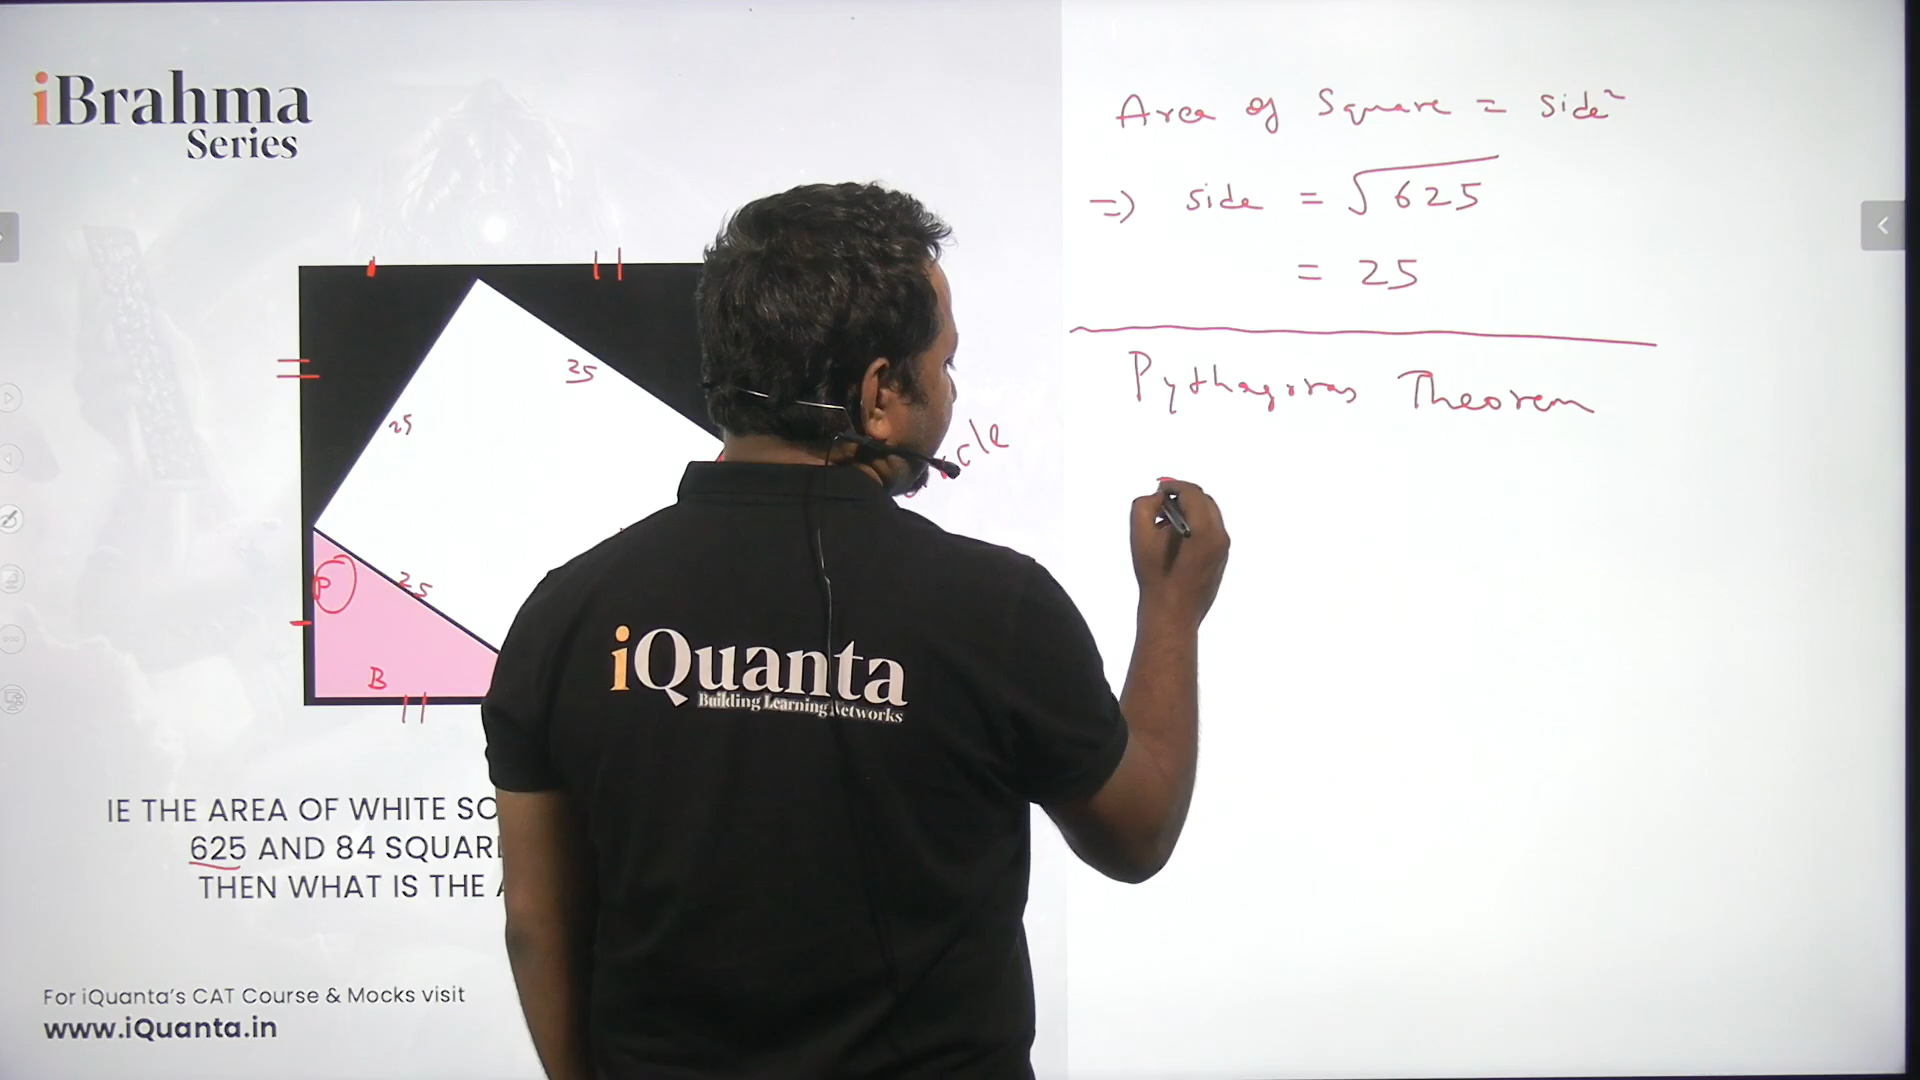 iBrahma
Series
25
25
P
25
B
IE THE AREA OF WHITE
625 AND 84
THEN WHAT IS THE
For iQuanta's CAT Course & Mocks visit
www.iQuanta.in
iQuanta
Building Learning Networks
Area of Square = Side²
=) side = √625
= 25
Pythagoras Theorem